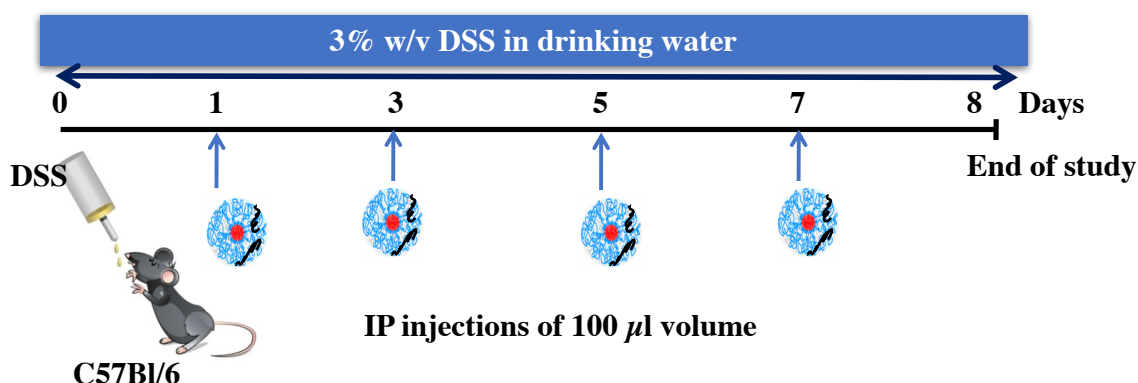 3% w/v DSS in drinking water
0 1 3 5 7 8 Days
DSS
End of study
IP injections of 100 µl volume
C57Bl/6